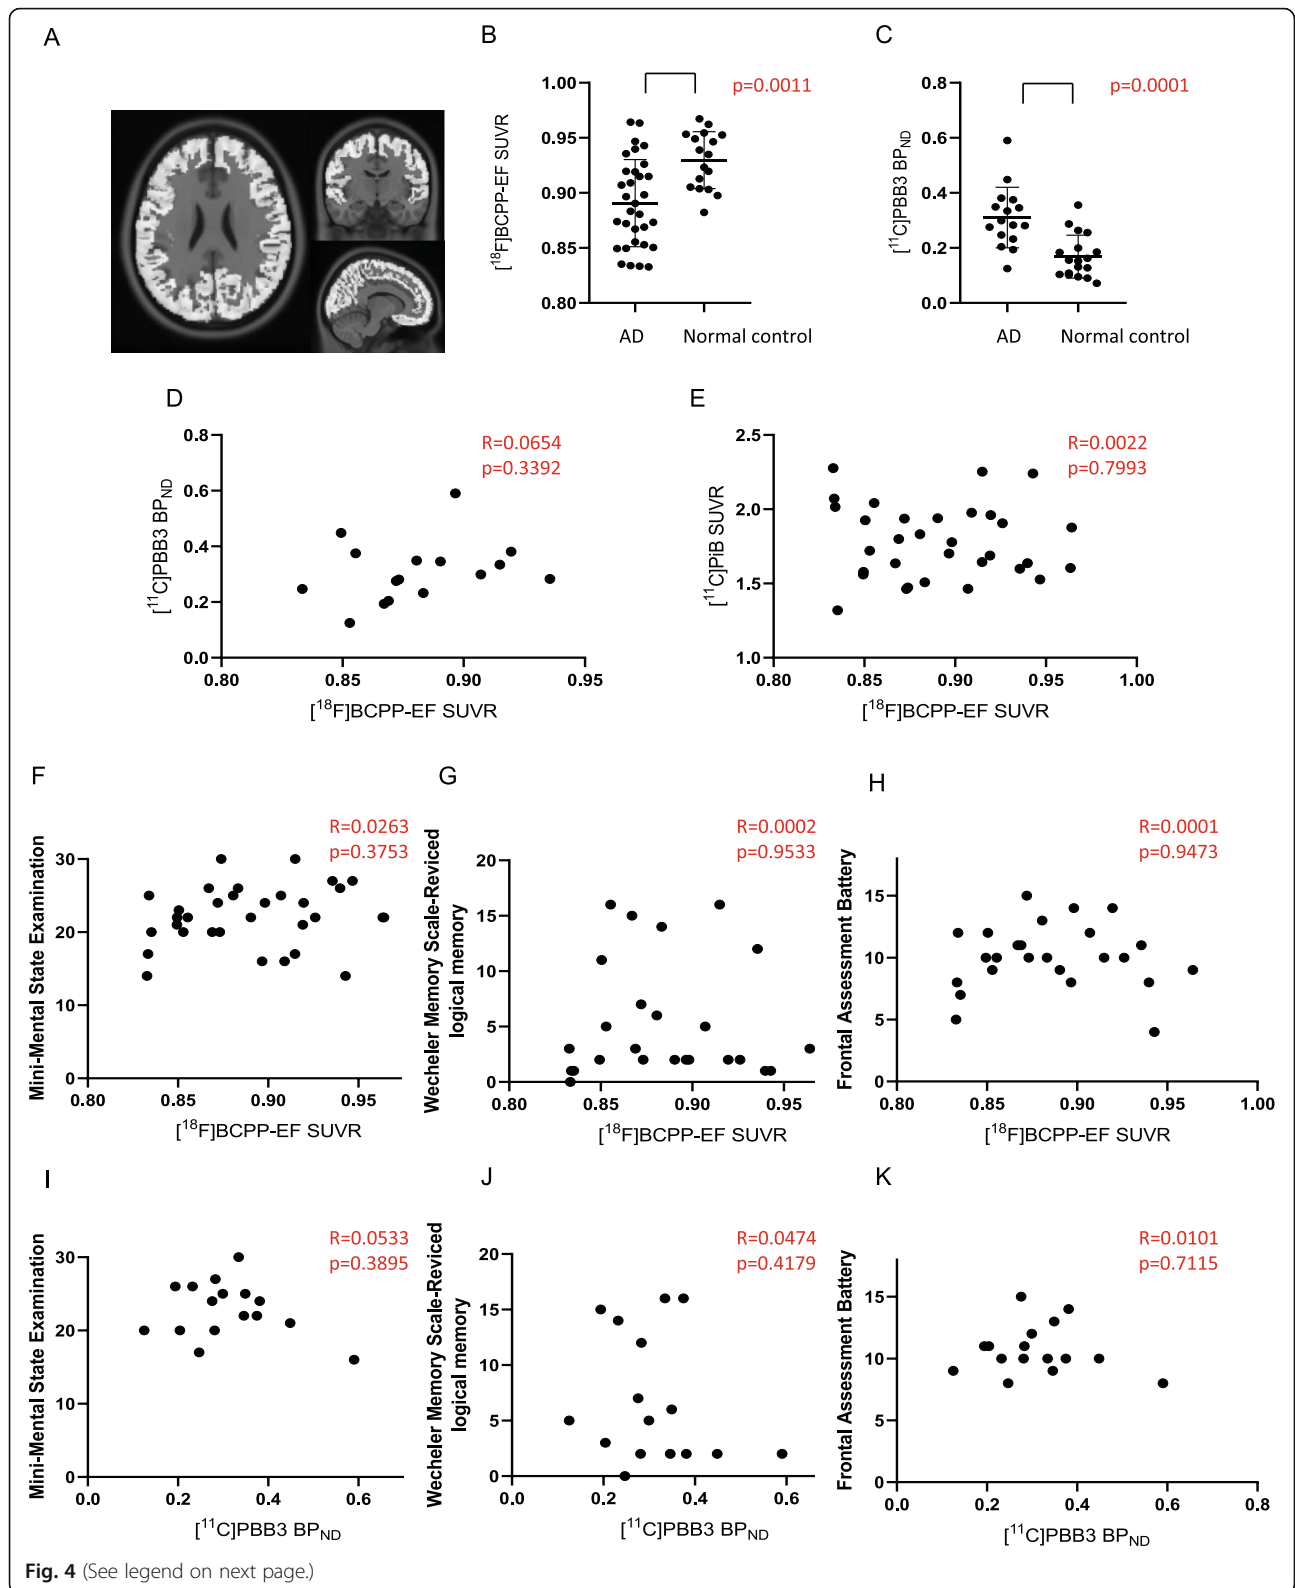 A
B
C
p=0.0011
p=0.0001
[¹⁸F]BCPP-EF SUVR
1.00
0.95
0.90
0.85
0.80
AD
Normal control
[¹¹C]PBB3 BP_ND
0.8
0.6
0.4
0.2
0.0
AD
Normal control
D
R=0.0654
p=0.3392
[¹¹C]PBB3 BP_ND
0.8
0.6
0.4
0.2
0.0
0.80 0.85 0.90 0.95
[¹⁸F]BCPP-EF SUVR
E
R=0.0022
p=0.7993
[¹¹C]PiB SUVR
2.5
2.0
1.5
1.0
0.80 0.85 0.90 0.95 1.00
[¹⁸F]BCPP-EF SUVR
F
R=0.0263
p=0.3753
Mini-Mental State Examination
30
20
10
0
0.80 0.85 0.90 0.95
[¹⁸F]BCPP-EF SUVR
G
R=0.0002
p=0.9533
Wecheler Memory Scale-Reviced
logical memory
20
15
10
5
0
0.80 0.85 0.90 0.95
[¹⁸F]BCPP-EF SUVR
H
R=0.0001
p=0.9473
Frontal Assessment Battery
15
10
5
0
0.80 0.85 0.90 0.95 1.00
[¹⁸F]BCPP-EF SUVR
I
R=0.0533
p=0.3895
Mini-Mental State Examination
30
20
10
0
0.0 0.2 0.4 0.6
[¹¹C]PBB3 BP_ND
J
R=0.0474
p=0.4179
Wecheler Memory Scale-Reviced
logical memory
20
15
10
5
0
0.0 0.2 0.4 0.6
[¹¹C]PBB3 BP_ND
K
R=0.0101
p=0.7115
Frontal Assessment Battery
15
10
5
0
0.0 0.2 0.4 0.6 0.8
[¹¹C]PBB3 BP_ND
Fig. 4 (See legend on next page.)